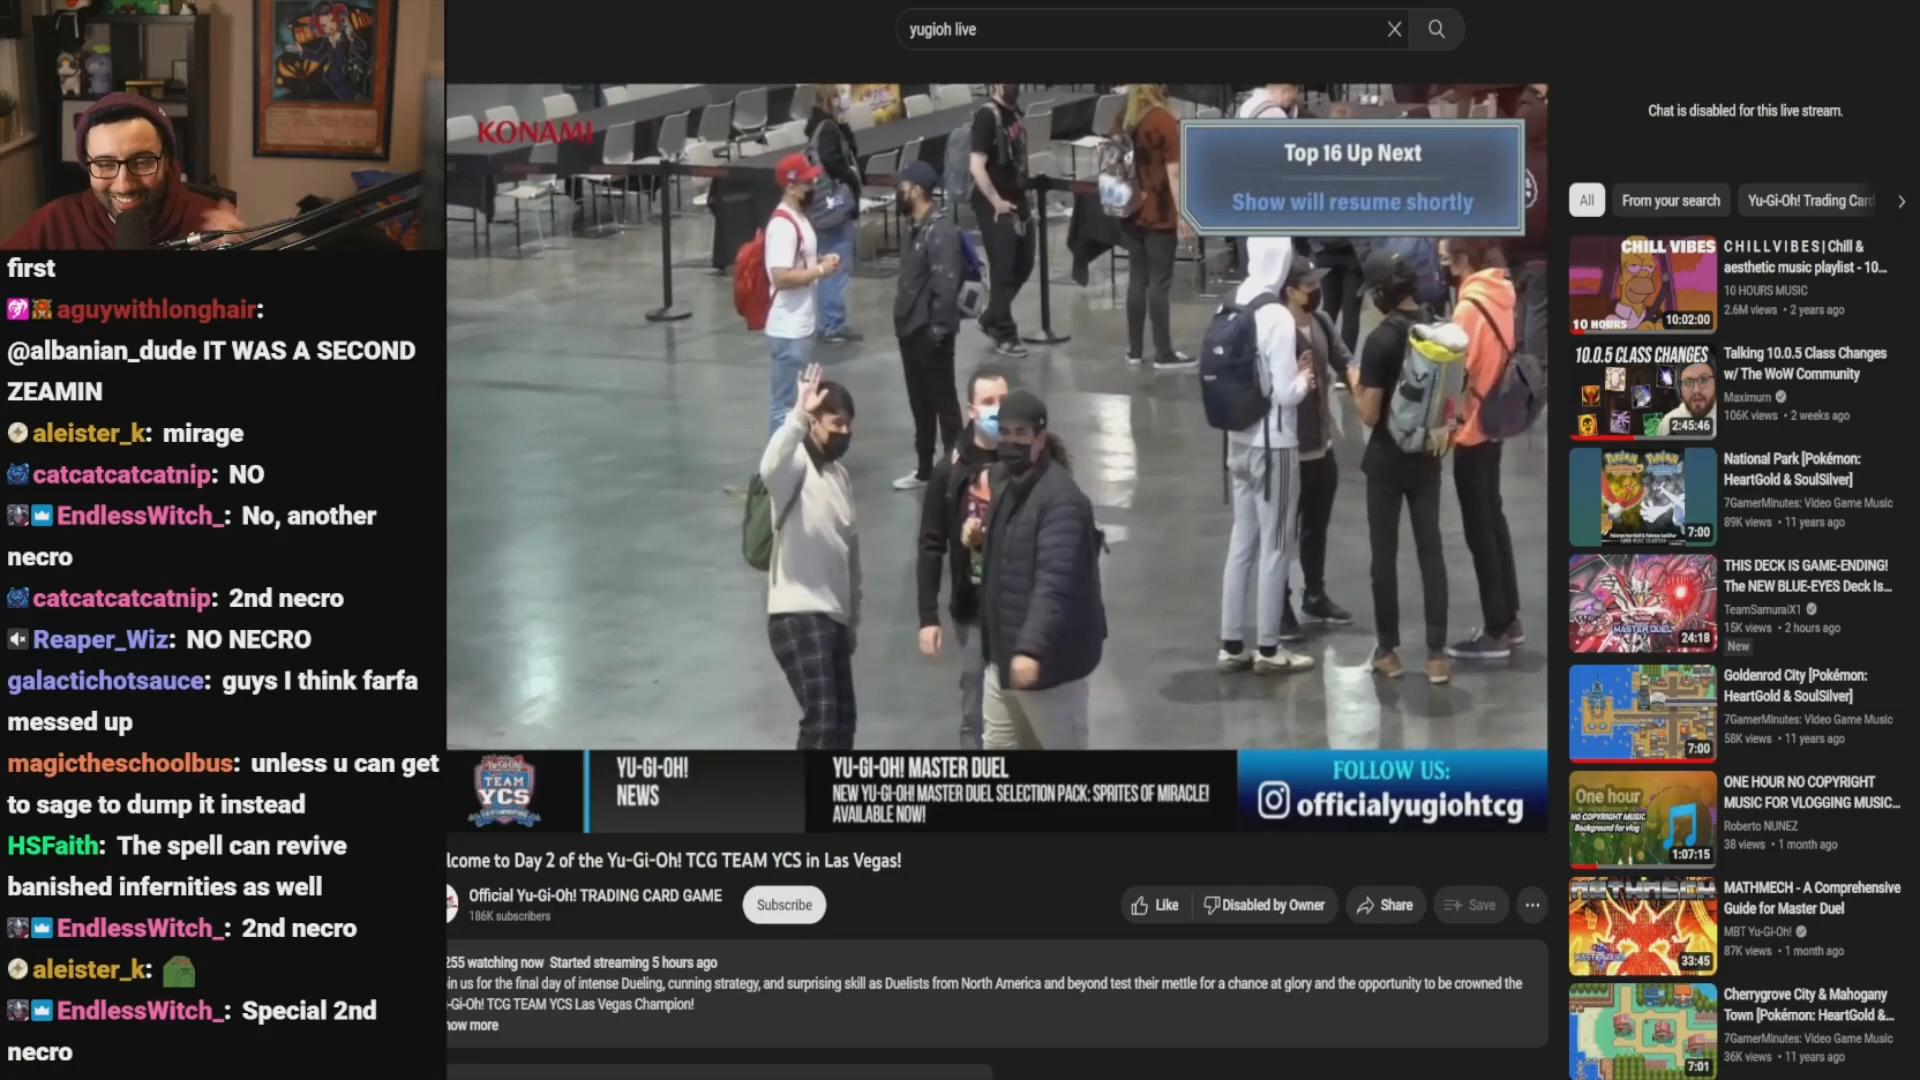 yugioh live
first
aguywithlonghair:
@albanian_dude IT WAS A SECOND
ZEAMIN
aleister_k: mirage
catcatcatcatnip: NO
EndlessWitch_: No, another
necro
catcatcatcatnip: 2nd necro
Reaper_Wiz: NO NECRO
galactichotsauce: guys I think farfa
messed up
magictheschoolbus: unless u can get
to sage to dump it instead
HSFaith: The spell can revive
banished infernities as well
EndlessWitch_: 2nd necro
aleister_k:
EndlessWitch_: Special 2nd
necro
KONAMI
Top 16 Up Next
Show will resume shortly
TEAM
YCS
YU-GI-OH!
NEWS
YU-GI-OH! MASTER DUEL
NEW YU-GI-OH! MASTER DUEL SELECTION PACK: SPRITES OF MIRACLE!
AVAILABLE NOW!
FOLLOW US:
officialyugiohtcg
lcome to Day 2 of the Yu-Gi-Oh! TCG TEAM YCS in Las Vegas!
Official Yu-Gi-Oh! TRADING CARD GAME
186K subscribers
Subscribe
Like
Disabled by Owner
Share
Save
255 watching now Started streaming 5 hours ago
in us for the final day of intense Dueling, cunning strategy, and surprising skill as Duelists from North America and beyond test their mettle for a chance at glory and the opportunity to be crowned the
-Gi-Oh! TCG TEAM YCS Las Vegas Champion!
how more
Chat is disabled for this live stream.
All
From your search
Yu-Gi-Oh! Trading Card
CHILL VIBES
10 HOURS
10:02:00
C H I L L V I B E S | Chill &
aesthetic music playlist - 10...
10 HOURS MUSIC
2.6M views • 2 years ago
10.0.5 CLASS CHANGES
2:45:46
Talking 10.0.5 Class Changes
w/ The WoW Community
Maximum
106K views • 2 weeks ago
7:00
National Park [Pokémon:
HeartGold & SoulSilver]
7GamerMinutes: Video Game Music
89K views • 11 years ago
MASTER DUEL
24:18
THIS DECK IS GAME-ENDING!
The NEW BLUE-EYES Deck Is...
TeamSamuraiX1
15K views • 2 hours ago
New
7:00
Goldenrod City [Pokémon:
HeartGold & SoulSilver]
7GamerMinutes: Video Game Music
58K views • 11 years ago
One hour
NO COPYRIGHT MUSIC
Background for vlog
1:07:15
ONE HOUR NO COPYRIGHT
MUSIC FOR VLOGGING MUSIC...
Roberto NUNEZ
38 views • 1 month ago
MATHMECH
MASTER DUEL
33:45
MATHMECH - A Comprehensive
Guide for Master Duel
MBT Yu-Gi-Oh!
87K views • 1 month ago
7:01
Cherrygrove City & Mahogany
Town [Pokémon: HeartGold &...
7GamerMinutes: Video Game Music
36K views • 11 years ago